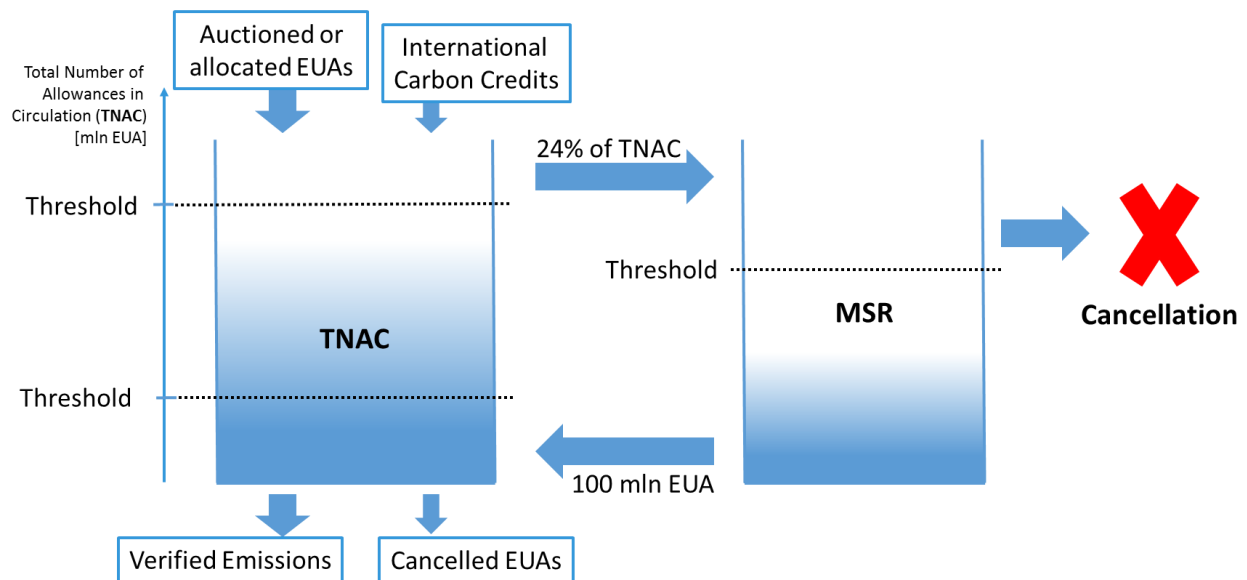 Auctioned or
allocated EUAs
International
Carbon Credits
Total Number of
Allowances in
Circulation (TNAC)
[mln EUA]
24% of TNAC
Threshold
Threshold
MSR
Cancellation
TNAC
Threshold
100 mln EUA
Verified Emissions
Cancelled EUAs